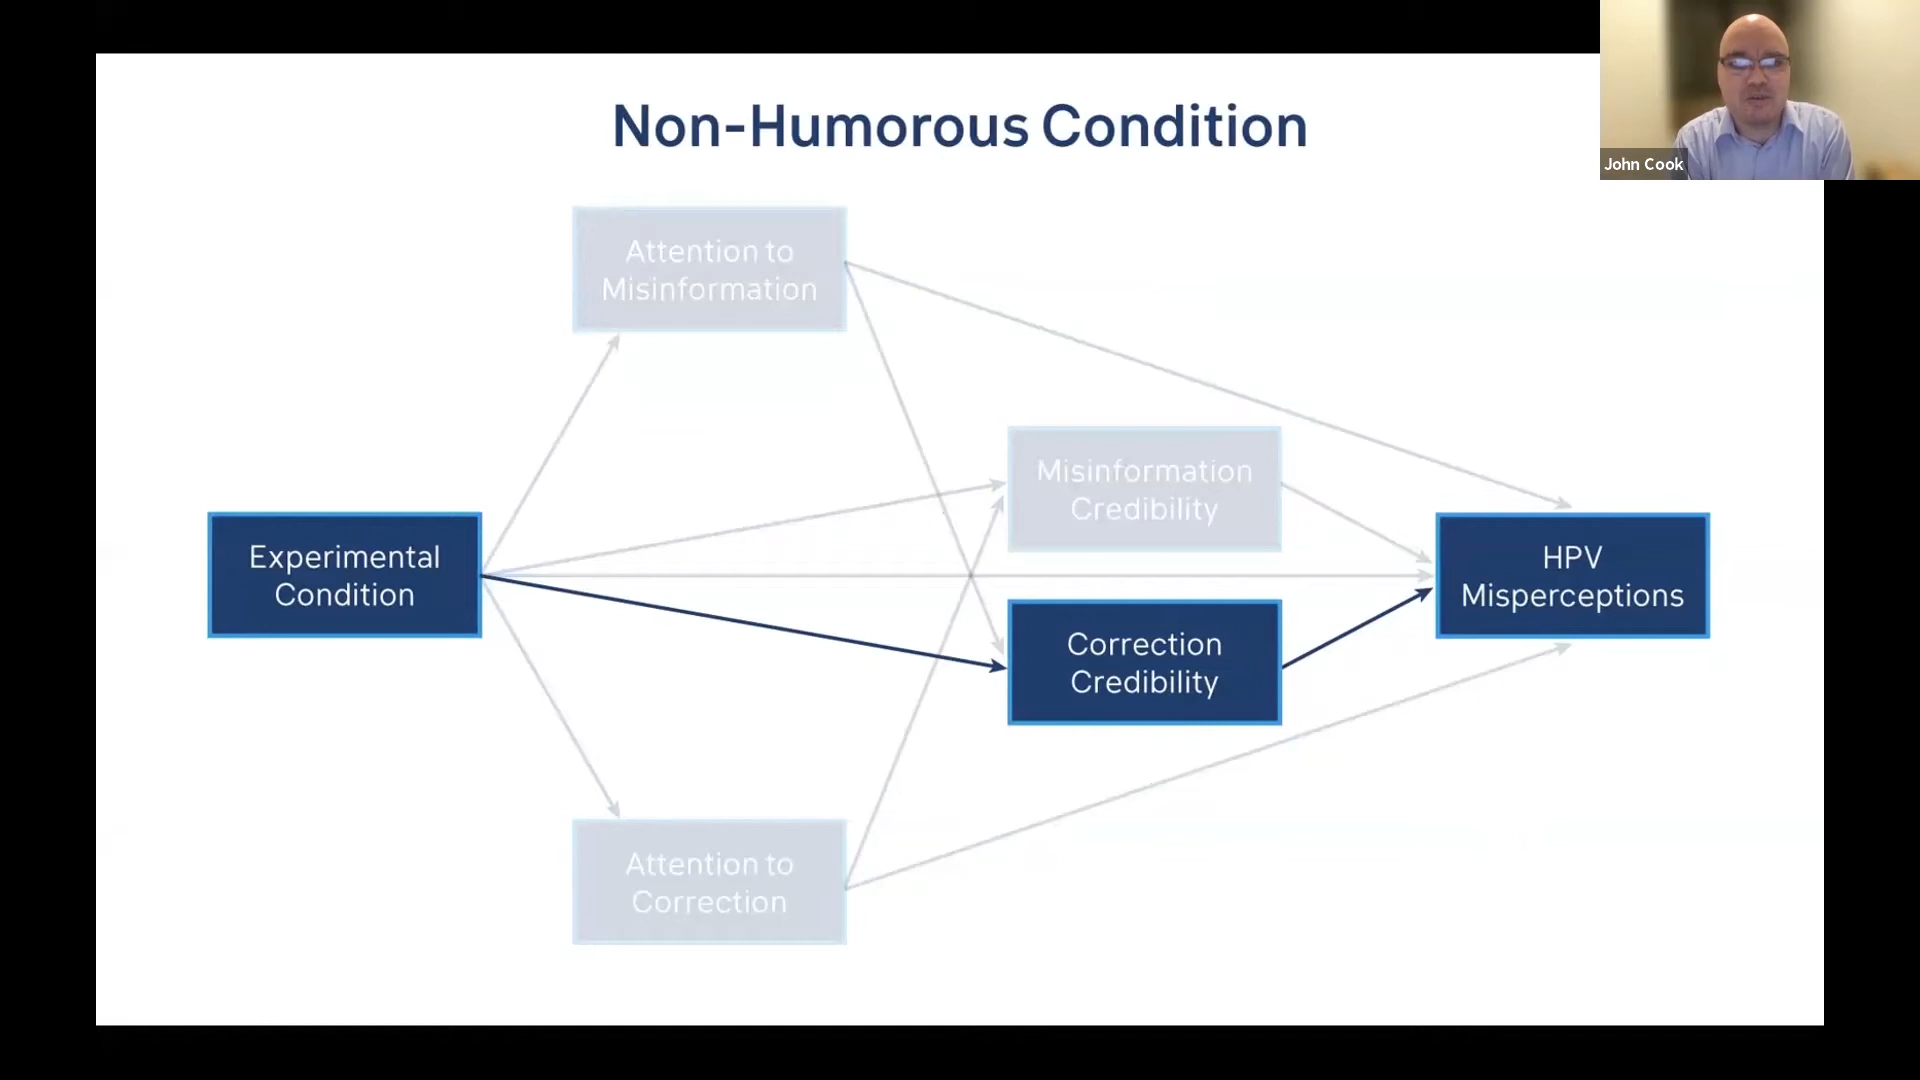 Non-Humorous Condition
John Cook
Attention to
Misinformation
Misinformation
Credibility
Experimental
Condition
HPV
Misperceptions
Correction
Credibility
Attention to
Correction